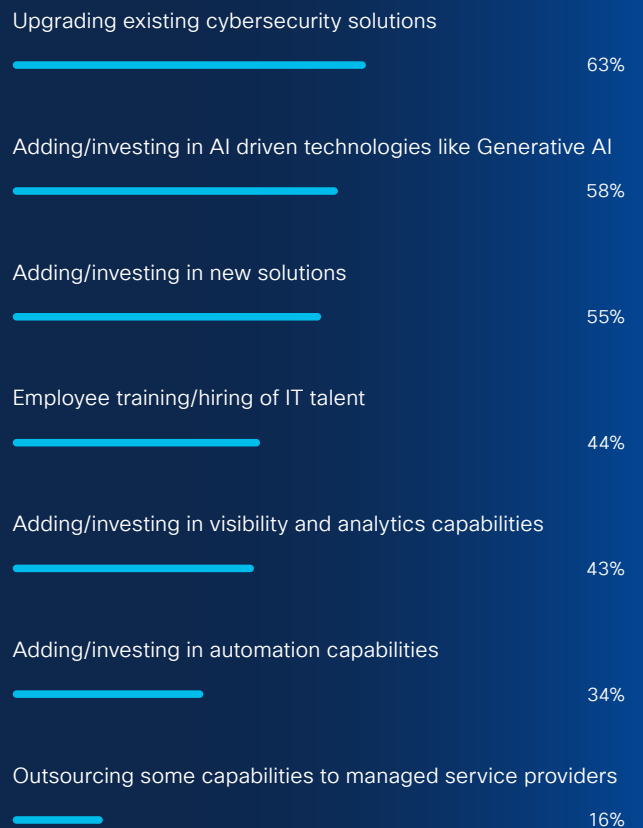 Upgrading existing cybersecurity solutions
63%
Adding/investing in AI driven technologies like Generative AI
58%
Adding/investing in new solutions
55%
Employee training/hiring of IT talent
44%
Adding/investing in visibility and analytics capabilities
43%
Adding/investing in automation capabilities
34%
Outsourcing some capabilities to managed service providers
16%